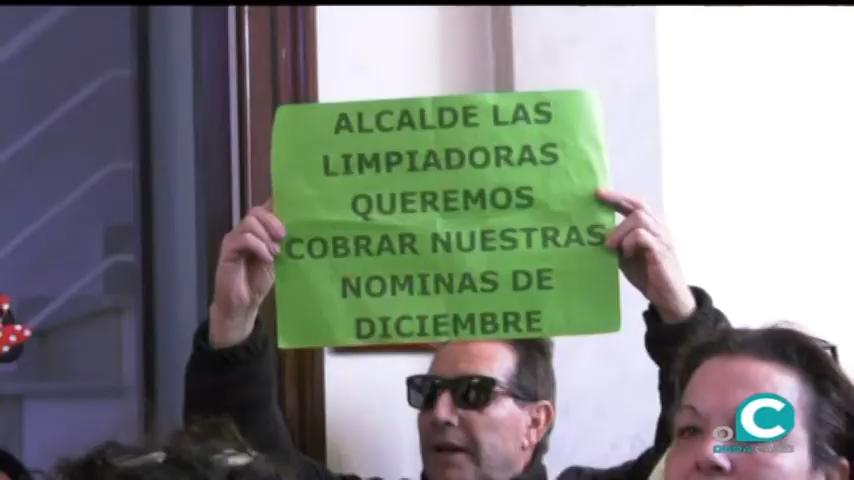 ALCALDE LAS
LIMPIADORAS
QUEREMOS
COBRAR NUESTRAS
NOMINAS DE
DICIEMBRE
C